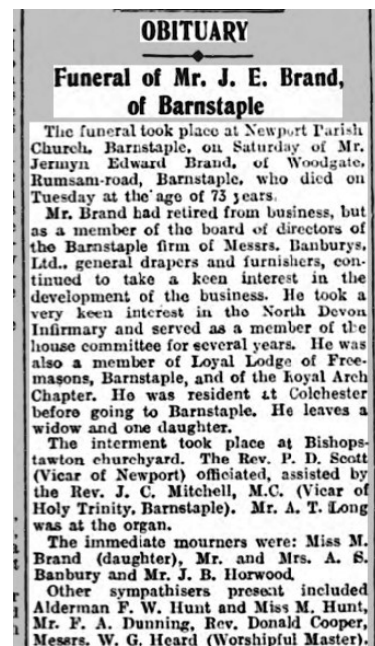 OBITUARY
Funeral of Mr. J. E. Brand,
of Barnstaple
The funeral took place at Newport Parish
Church, Barnstaple, on Saturday of Mr.
Jermyn Edward Brand, of Woodgate,
Rumsam-road, Barnstaple, who died on
Tuesday at the age of 73 years.
Mr. Brand had retired from business, but
as a member of the board of directors of
the Barnstaple firm of Messrs. Banburys,
Ltd., general drapers and furnishers, con-
tinued to take a keen interest in the
development of the business. He took a
very keen interest in the North Devon
Infirmary and served as a member of the
house committee for several years. He was
also a member of Loyal Lodge of Free-
masons, Barnstaple, and of the Royal Arch
Chapter. He was resident at Colchester
before going to Barnstaple. He leaves a
widow and one daughter.
The interment took place at Bishops-
tawton churchyard. The Rev. P. D. Scott
(Vicar of Newport) officiated, assisted by
the Rev. J. C. Mitchell, M.C. (Vicar of
Holy Trinity, Barnstaple). Mr. A. T. Long
was at the organ.
The immediate mourners were: Miss M.
Brand (daughter), Mr. and Mrs. A. S.
Banbury and Mr. J. B. Horwood.
Other sympathisers present included
Alderman F. W. Hunt and Miss M. Hunt,
Mr. F. A. Dunning, Rev. Donald Cooper,
Messrs. W. G. Heard (Worshipful Master),